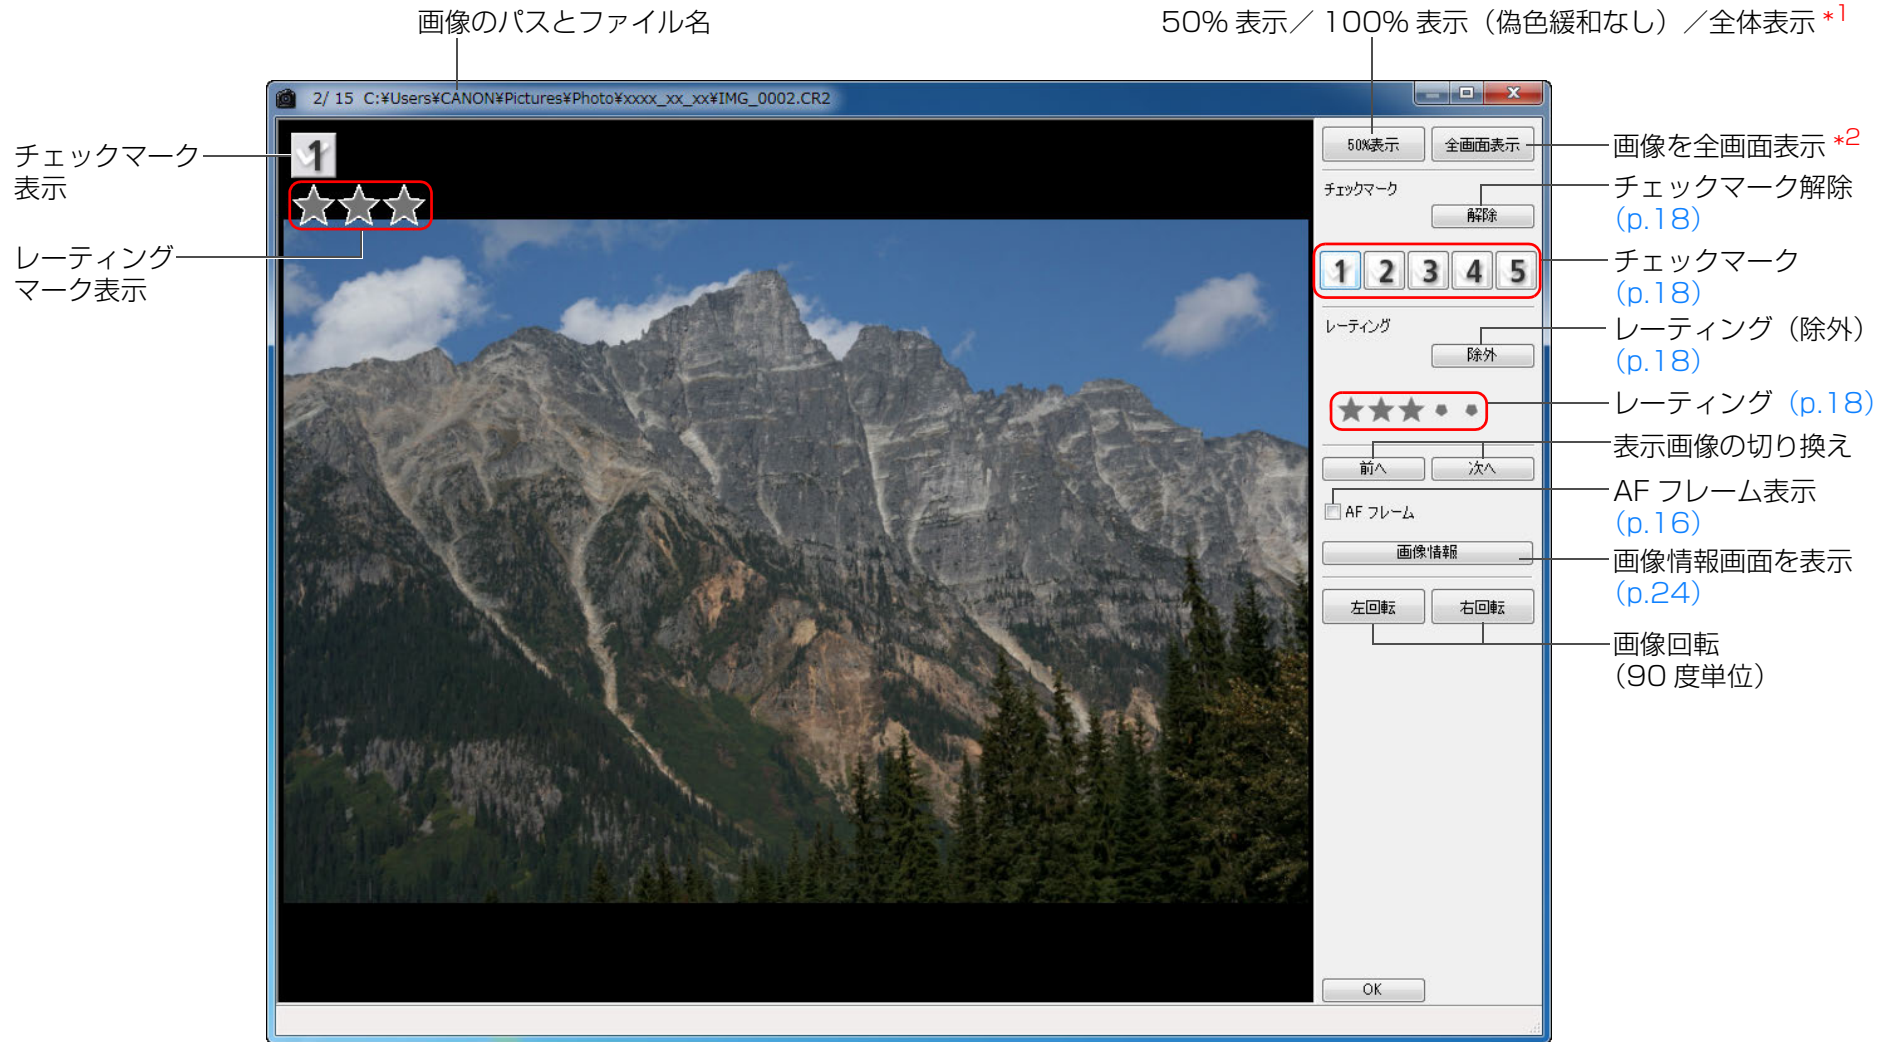 画像のパスとファイル名
50% 表示／ 100% 表示（偽色緩和なし）／全体表示 *1
2/ 15 C:¥Users¥CANON¥Pictures¥Photo¥xxxx_xx_xx¥IMG_0002.CR2
チェックマーク
表示
レーティング
マーク表示
1
50%表示
全画面表示
チェックマーク
解除
1 2 3 4 5
レーティング
除外
前へ
次へ
AF フレーム
画像情報
左回転
右回転
OK
画像を全画面表示 *2
チェックマーク解除
（p.18）
チェックマーク
（p.18）
レーティング（除外）
（p.18）
レーティング（p.18）
表示画像の切り換え
AF フレーム表示
（p.16）
画像情報画面を表示
（p.24）
画像回転
（90 度単位）